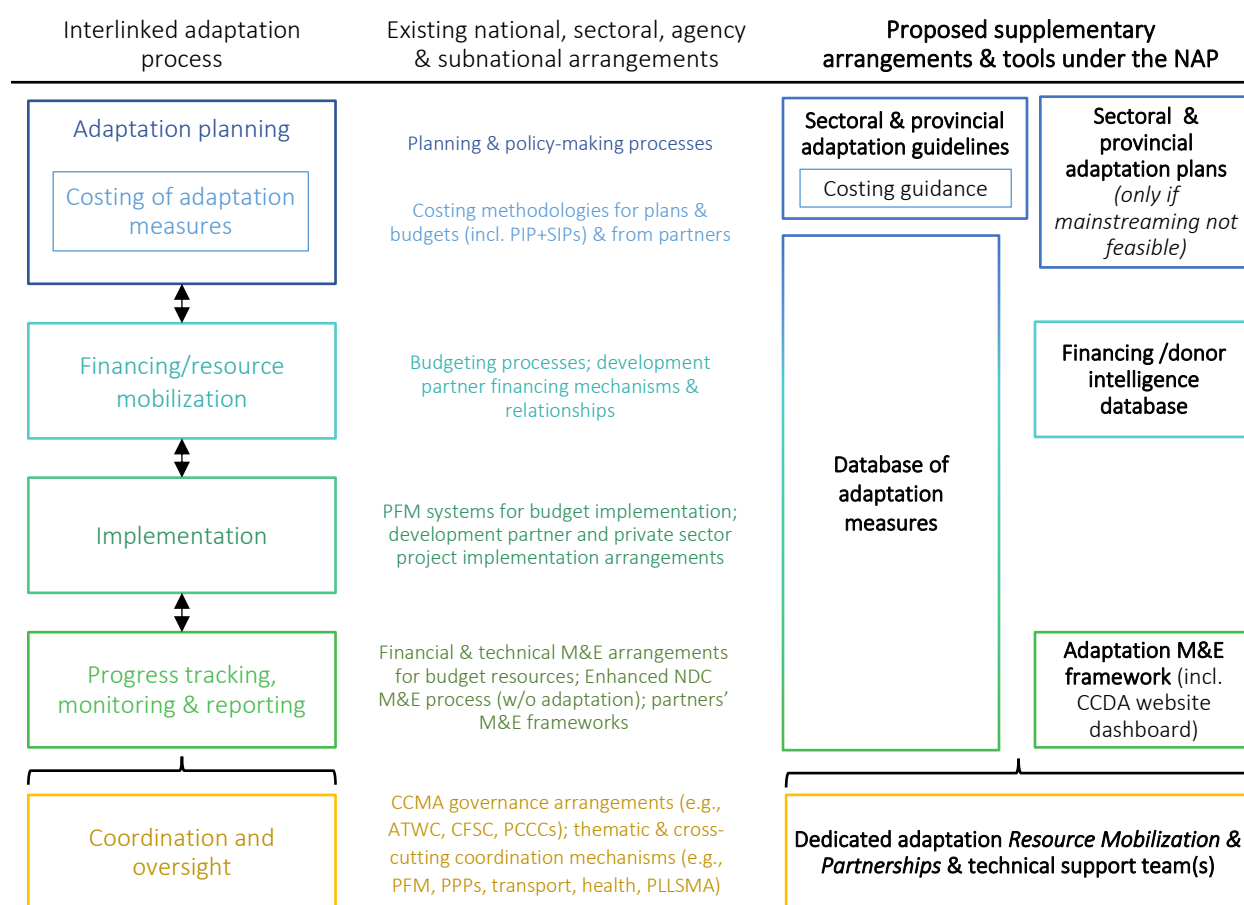 Interlinked adaptation
process
Existing national, sectoral, agency
& subnational arrangements
Proposed supplementary
arrangements & tools under the NAP
Adaptation planning
Costing of adaptation
measures
Planning & policy-making processes
Costing methodologies for plans &
budgets (incl. PIP+SIPs) & from partners
Sectoral & provincial
adaptation guidelines
Costing guidance
Sectoral &
provincial
adaptation plans
(only if
mainstreaming not
feasible)
Financing/resource
mobilization
Budgeting processes; development
partner financing mechanisms &
relationships
Database of
adaptation
measures
Financing /donor
intelligence
database
Implementation
PFM systems for budget implementation;
development partner and private sector
project implementation arrangements
Progress tracking,
monitoring & reporting
Financial & technical M&E arrangements
for budget resources; Enhanced NDC
M&E process (w/o adaptation); partners’
M&E frameworks
Adaptation M&E
framework (incl.
CCDA website
dashboard)
Coordination and
oversight
CCMA governance arrangements (e.g.,
ATWC, CFSC, PCCCs); thematic & cross-
cutting coordination mechanisms (e.g.,
PFM, PPPs, transport, health, PLLSMA)
Dedicated adaptation Resource Mobilization &
Partnerships & technical support team(s)